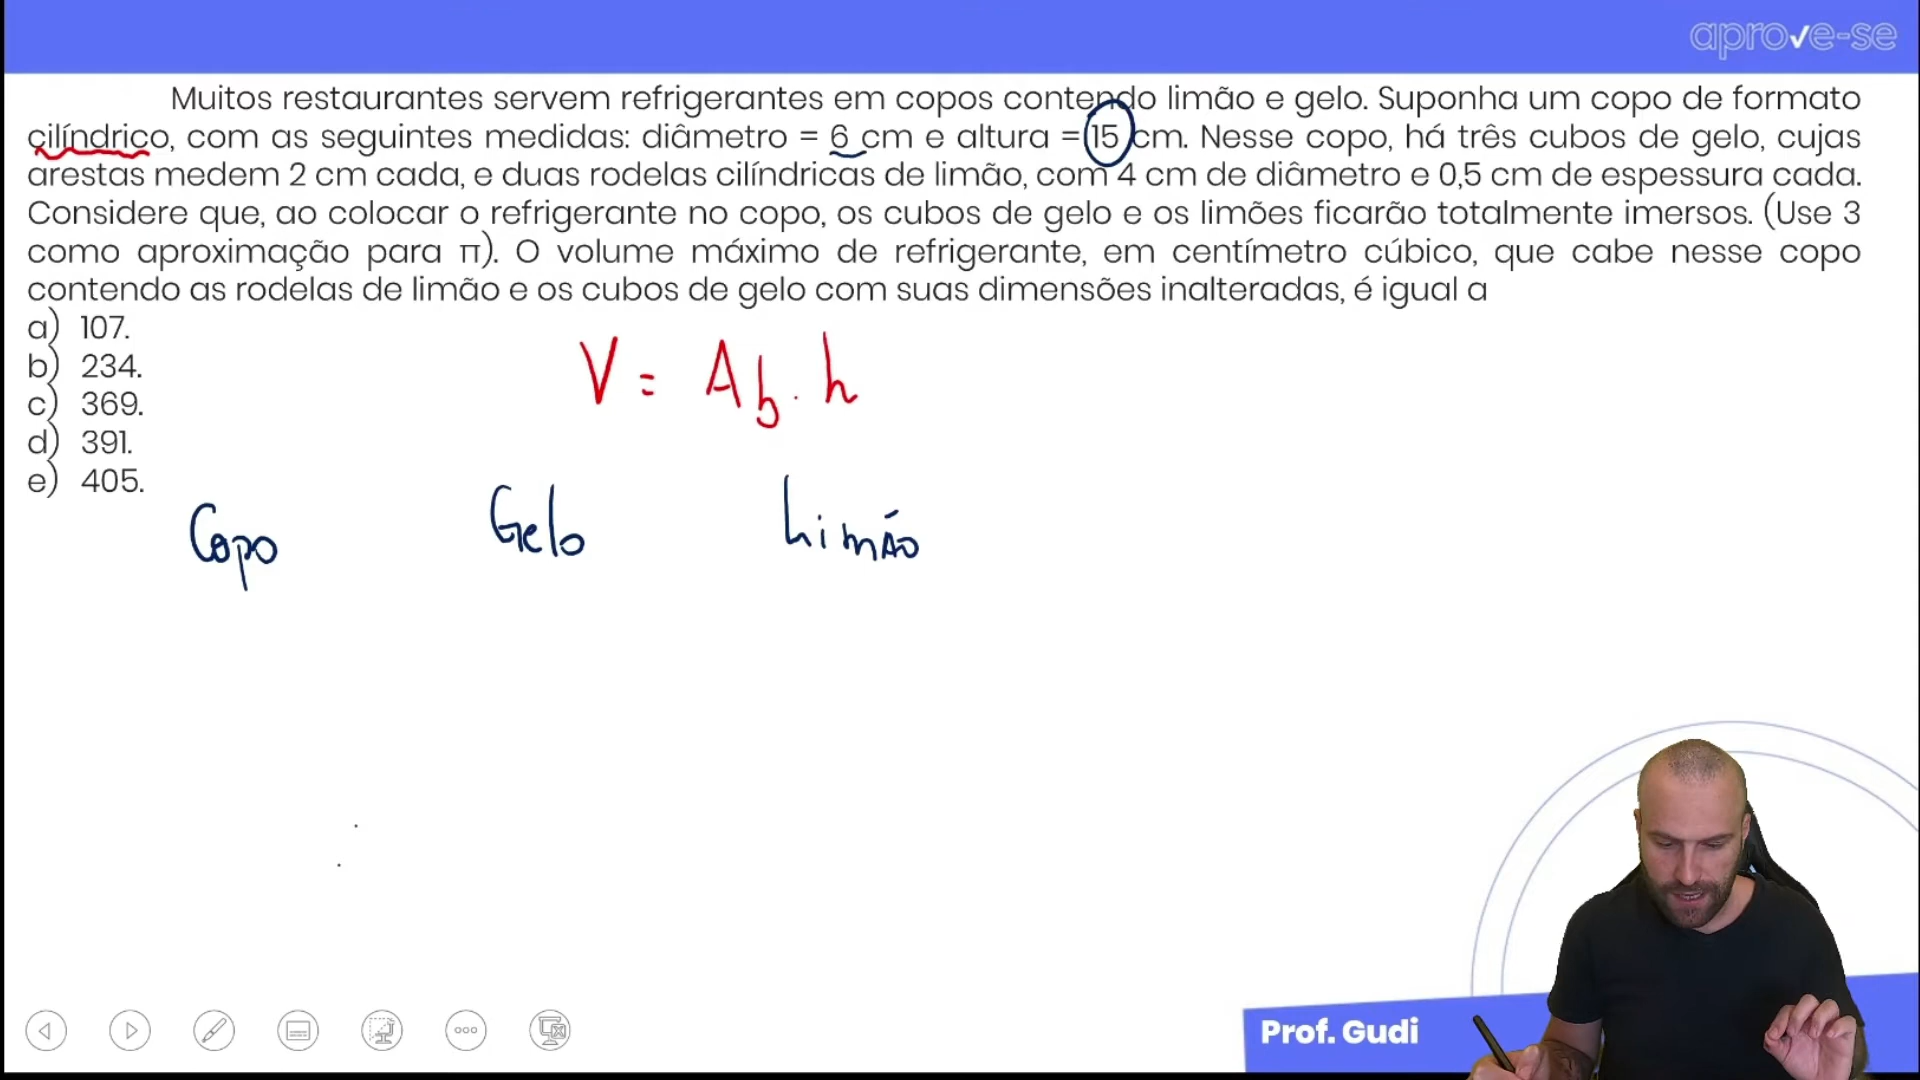 aprove-se
Muitos restaurantes servem refrigerantes em copos contendo limão e gelo. Suponha um copo de formato
cilíndrico, com as seguintes medidas: diâmetro = 6 cm e altura = 15 cm. Nesse copo, há três cubos de gelo, cujas
arestas medem 2 cm cada, e duas rodelas cilíndricas de limão, com 4 cm de diâmetro e 0,5 cm de espessura cada.
Considere que, ao colocar o refrigerante no copo, os cubos de gelo e os limões ficarão totalmente imersos. (Use 3
como aproximação para π). O volume máximo de refrigerante, em centímetro cúbico, que cabe nesse copo
contendo as rodelas de limão e os cubos de gelo com suas dimensões inalteradas, é igual a
a) 107.
b) 234.
c) 369.
d) 391.
e) 405.
V = Ab . h
Copo Gelo Limão
Prof. Gudi